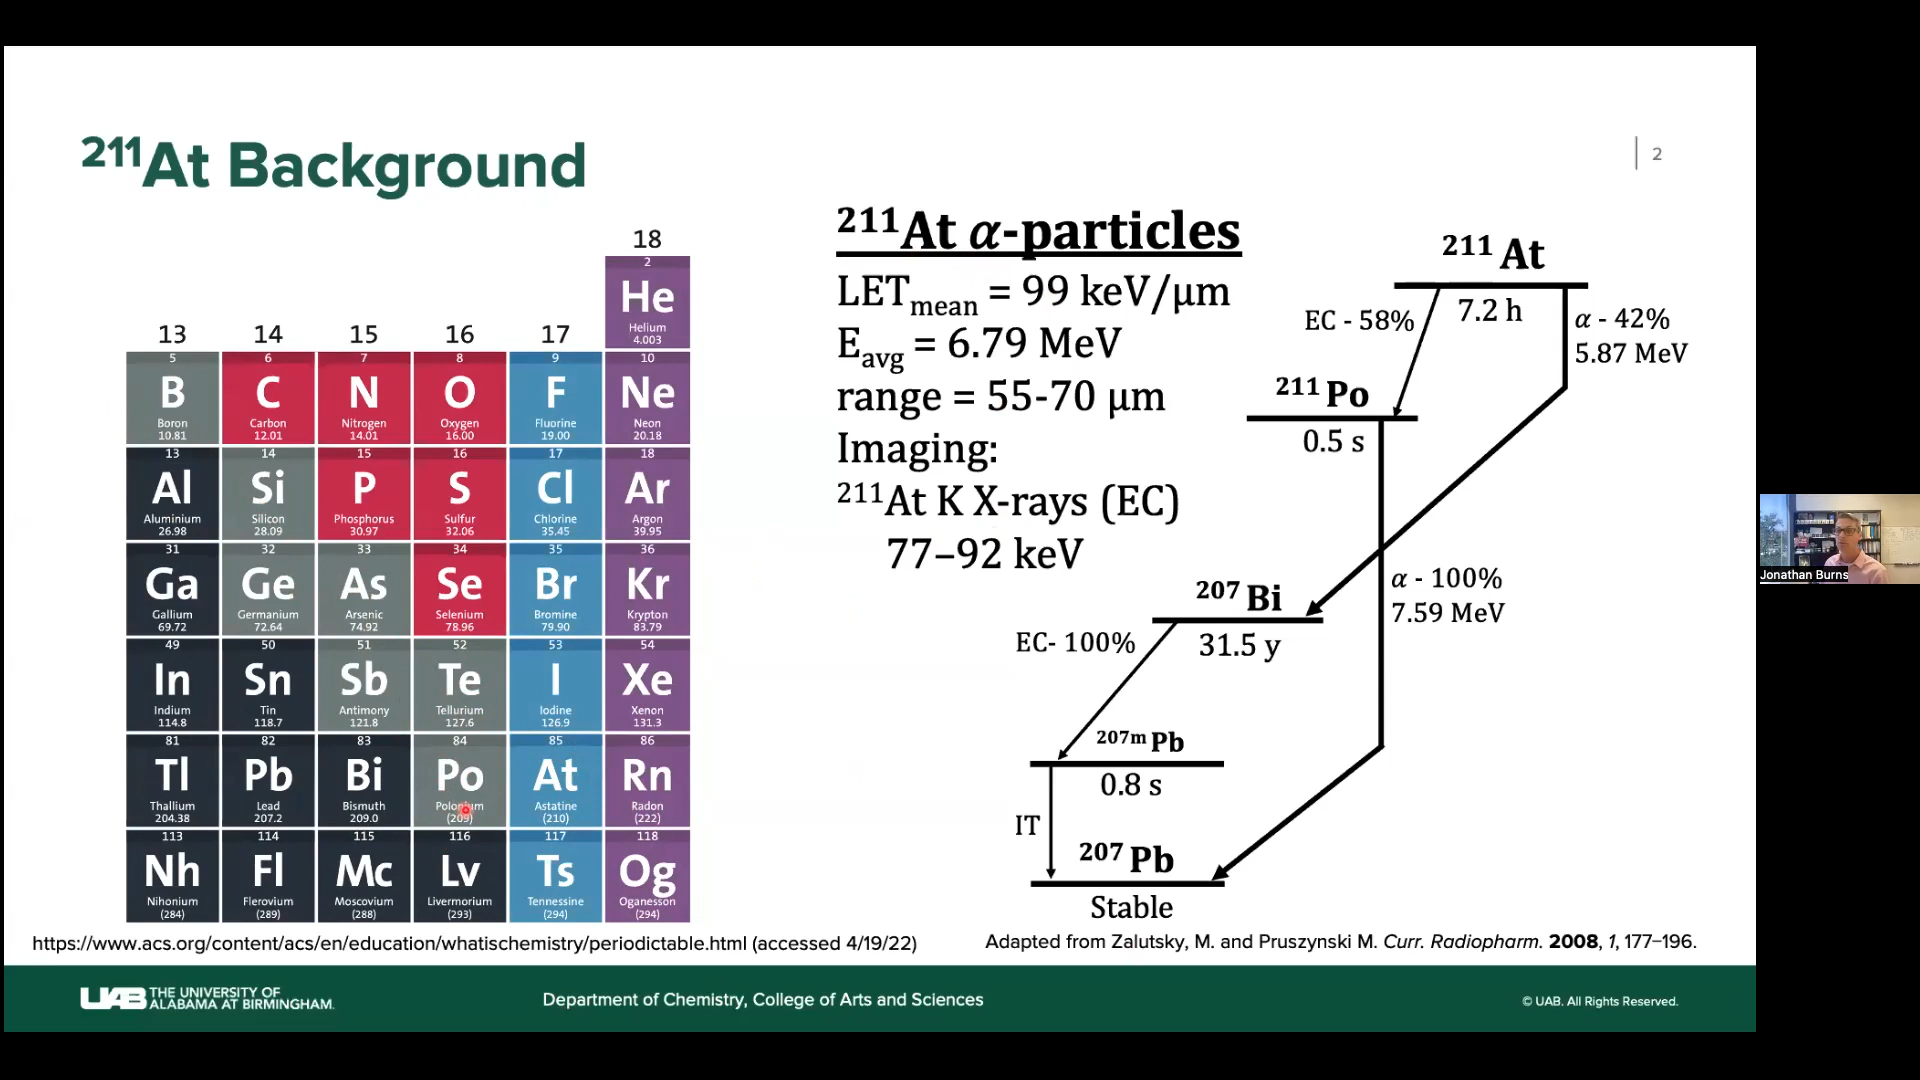 ²¹¹At Background
2
18
2
He
Helium
4.003
13 14 15 16 17
5 6 7 8 9 10
B C N O F Ne
Boron Carbon Nitrogen Oxygen Fluorine Neon
10.81 12.01 14.01 16.00 19.00 20.18
13 14 15 16 17 18
Al Si P S Cl Ar
Aluminium Silicon Phosphorus Sulfur Chlorine Argon
26.98 28.09 30.97 32.06 35.45 39.95
31 32 33 34 35 36
Ga Ge As Se Br Kr
Gallium Germanium Arsenic Selenium Bromine Krypton
69.72 72.64 74.92 78.96 79.90 83.79
49 50 51 52 53 54
In Sn Sb Te I Xe
Indium Tin Antimony Tellurium Iodine Xenon
114.8 118.7 121.8 127.6 126.9 131.3
81 82 83 84 85 86
Tl Pb Bi Po At Rn
Thallium Lead Bismuth Polonium Astatine Radon
204.38 207.2 209.0 (209) (210) (222)
113 114 115 116 117 118
Nh Fl Mc Lv Ts Og
Nihonium Flerovium Moscovium Livermorium Tennessine Oganesson
(284) (289) (288) (293) (294) (294)
https://www.acs.org/content/acs/en/education/whatischemistry/periodictable.html (accessed 4/19/22)
²¹¹At α-particles
LETmean = 99 keV/μm
Eavg = 6.79 MeV
range = 55-70 μm
Imaging:
²¹¹At K X-rays (EC)
77–92 keV
²¹¹At
7.2 h
EC - 58%
α - 42%
5.87 MeV
²¹¹Po
0.5 s
α - 100%
7.59 MeV
²⁰⁷Bi
31.5 y
EC- 100%
²⁰⁷ᵐPb
0.8 s
IT
²⁰⁷Pb
Stable
Adapted from Zalutsky, M. and Pruszynski M. Curr. Radiopharm. 2008, 1, 177–196.
UAB THE UNIVERSITY OF
ALABAMA AT BIRMINGHAM.
Department of Chemistry, College of Arts and Sciences
© UAB. All Rights Reserved.
Jonathan Burns